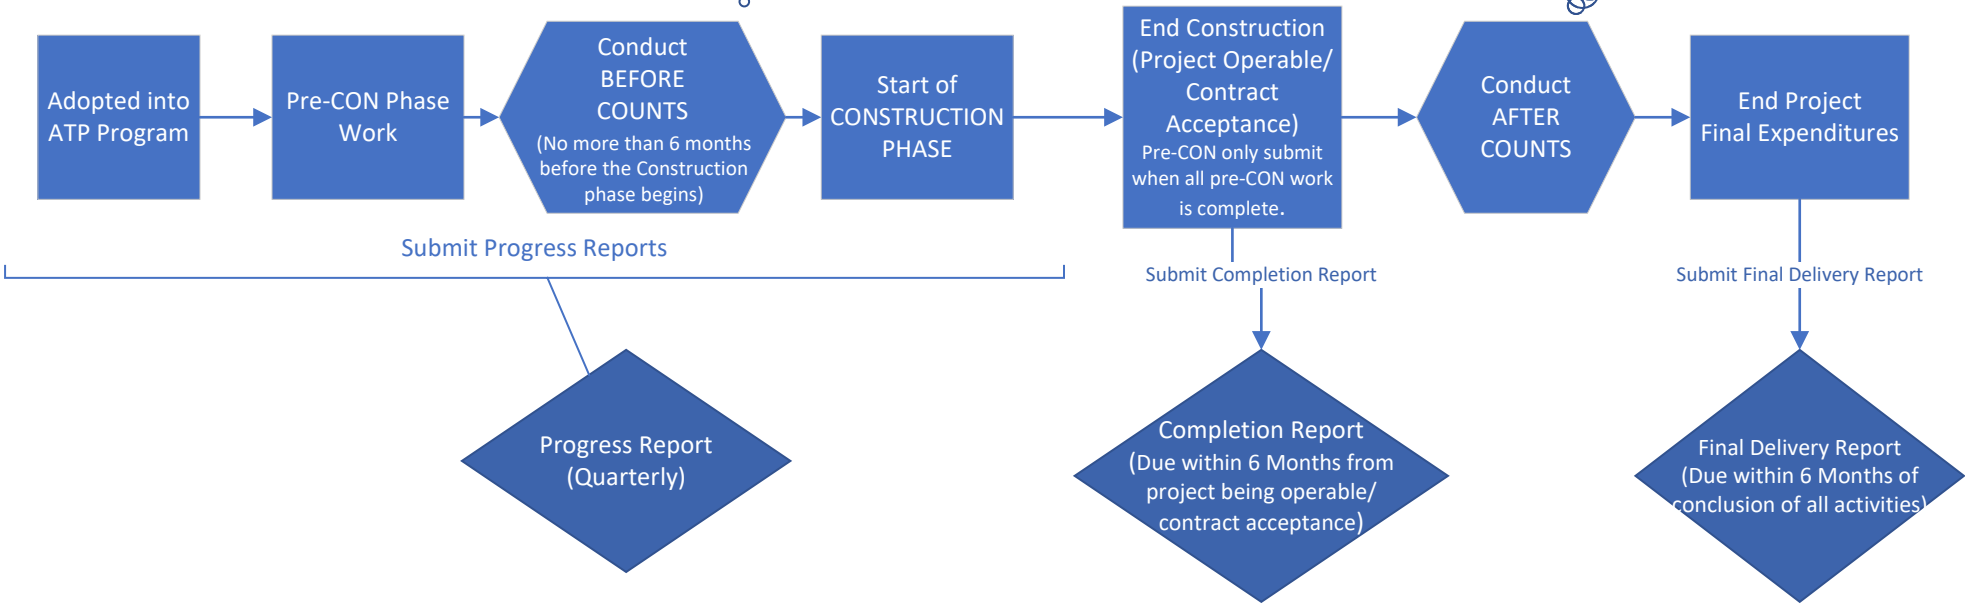 Adopted into
ATP Program
Pre-CON Phase
Work
Conduct
BEFORE
COUNTS
(No more than 6 months
before the Construction
phase begins)
Start of
CONSTRUCTION
PHASE
End Construction
(Project Operable/
Contract
Acceptance)
Pre-CON only submit
when all pre-CON work
is complete.
Conduct
AFTER
COUNTS
End Project
Final Expenditures
Submit Progress Reports
Submit Completion Report
Submit Final Delivery Report
Progress Report
(Quarterly)
Completion Report
(Due within 6 Months from
project being operable/
contract acceptance)
Final Delivery Report
(Due within 6 Months of
conclusion of all activities)